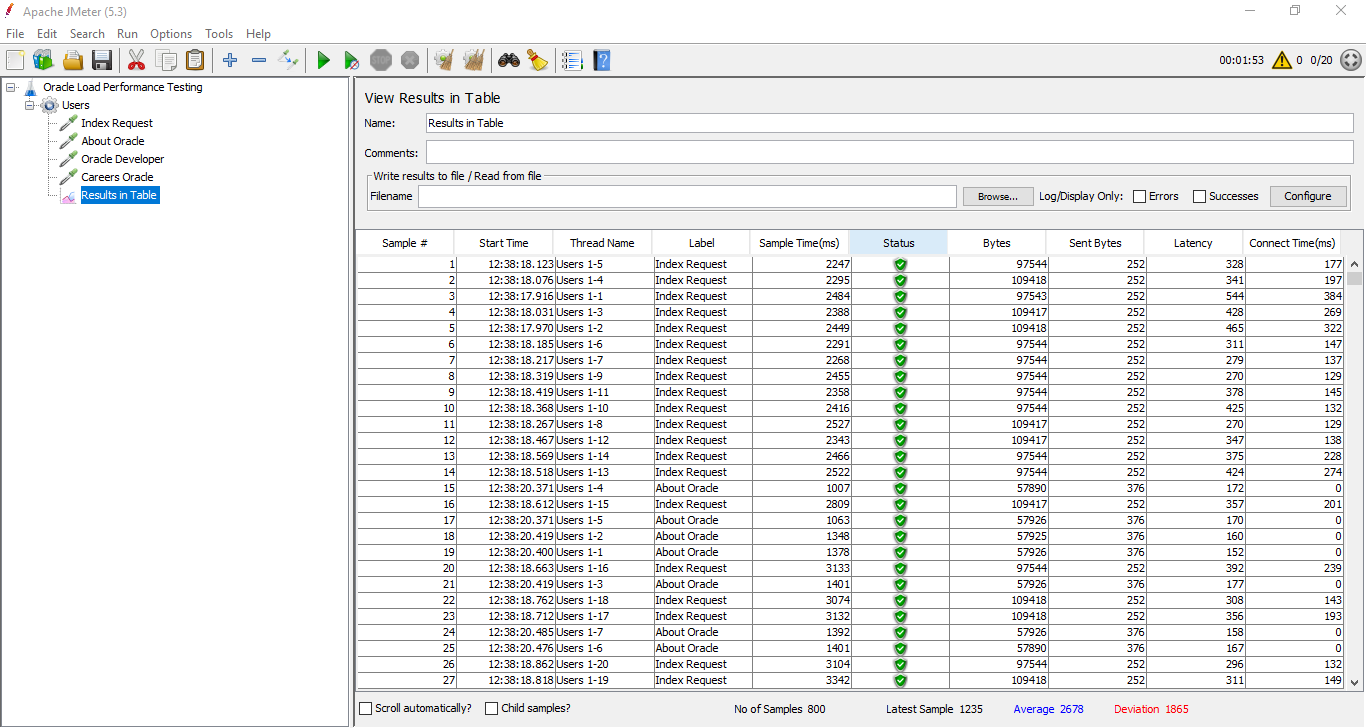 Apache JMeter (5.3)
File Edit Search Run Options Tools Help
STOP 00:01:53 0 0/20
Oracle Load Performance Testing
Users
Index Request
About Oracle
Oracle Developer
Careers Oracle
Results in Table
View Results in Table
Name: Results in Table
Comments:
Write results to file / Read from file
Filename Browse... Log/Display Only: Errors Successes Configure
Sample # Start Time Thread Name Label Sample Time(ms) Status Bytes Sent Bytes Latency Connect Time(ms)
1 12:38:18.123 Users 1-5 Index Request 2247 97544 252 328 177
2 12:38:18.076 Users 1-4 Index Request 2295 109418 252 341 197
3 12:38:17.916 Users 1-1 Index Request 2484 97543 252 544 384
4 12:38:18.031 Users 1-3 Index Request 2388 109417 252 428 269
5 12:38:17.970 Users 1-2 Index Request 2449 109418 252 465 322
6 12:38:18.185 Users 1-6 Index Request 2291 97544 252 311 147
7 12:38:18.217 Users 1-7 Index Request 2268 97544 252 279 137
8 12:38:18.319 Users 1-9 Index Request 2455 97544 252 270 129
9 12:38:18.419 Users 1-11 Index Request 2358 97544 252 378 145
10 12:38:18.368 Users 1-10 Index Request 2416 97544 252 425 132
11 12:38:18.267 Users 1-8 Index Request 2527 109417 252 270 129
12 12:38:18.467 Users 1-12 Index Request 2343 109417 252 347 138
13 12:38:18.569 Users 1-14 Index Request 2466 97544 252 375 228
14 12:38:18.518 Users 1-13 Index Request 2522 97544 252 424 274
15 12:38:20.371 Users 1-4 About Oracle 1007 57890 376 172 0
16 12:38:18.612 Users 1-15 Index Request 2809 109417 252 357 201
17 12:38:20.371 Users 1-5 About Oracle 1063 57926 376 170 0
18 12:38:20.419 Users 1-2 About Oracle 1348 57925 376 160 0
19 12:38:20.400 Users 1-1 About Oracle 1378 57926 376 152 0
20 12:38:18.663 Users 1-16 Index Request 3133 97544 252 392 239
21 12:38:20.419 Users 1-3 About Oracle 1401 57926 376 177 0
22 12:38:18.762 Users 1-18 Index Request 3074 109418 252 308 143
23 12:38:18.712 Users 1-17 Index Request 3132 109418 252 356 193
24 12:38:20.485 Users 1-7 About Oracle 1392 57926 376 158 0
25 12:38:20.476 Users 1-6 About Oracle 1401 57890 376 167 0
26 12:38:18.862 Users 1-20 Index Request 3104 97544 252 296 132
27 12:38:18.818 Users 1-19 Index Request 3342 109418 252 311 149
Scroll automatically? Child samples? No of Samples 800 Latest Sample 1235 Average 2678 Deviation 1865